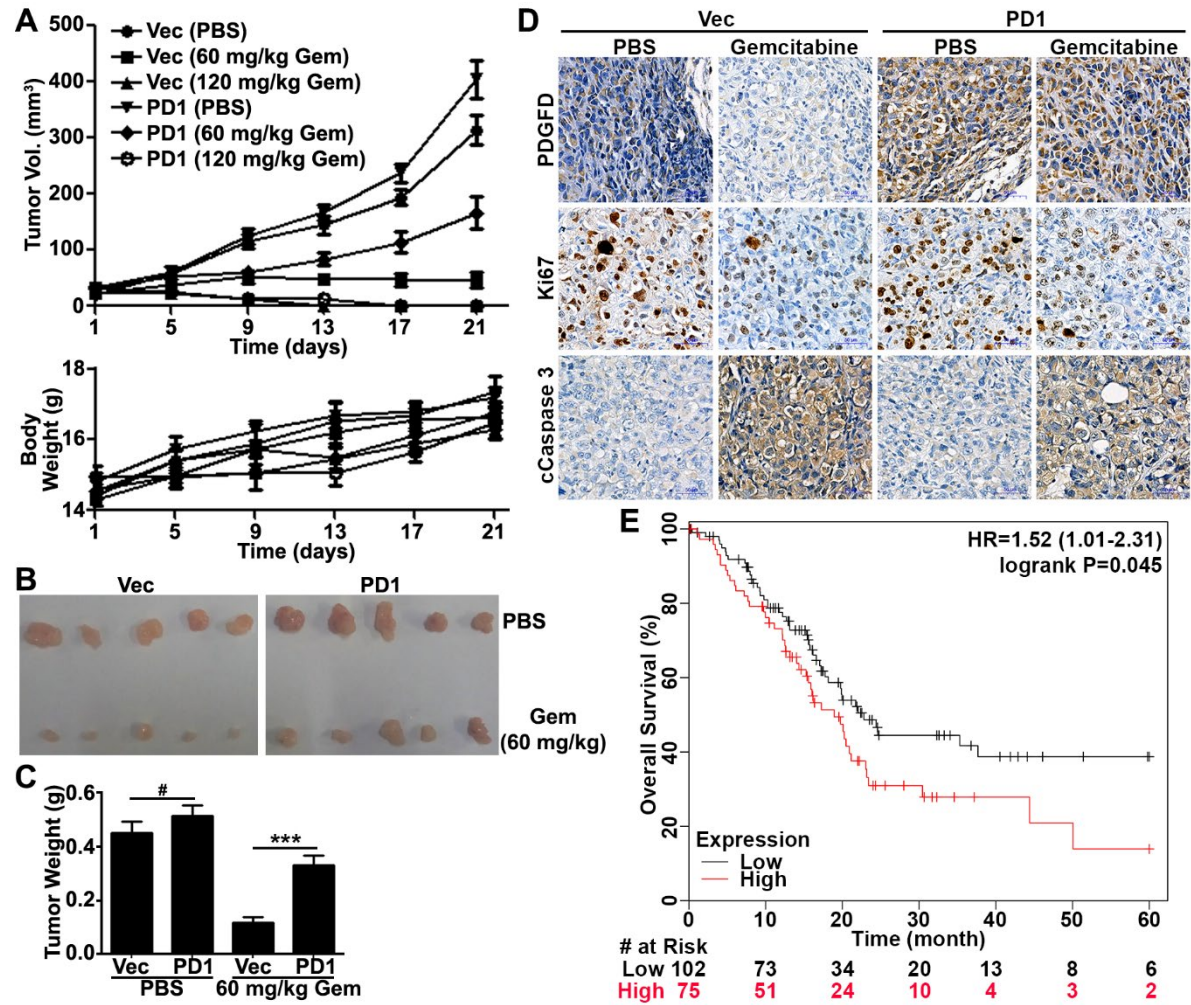 A
500
400
300
200
100
0
Tumor Vol. (mm³)
Vec (PBS)
Vec (60 mg/kg Gem)
Vec (120 mg/kg Gem)
PD1 (PBS)
PD1 (60 mg/kg Gem)
PD1 (120 mg/kg Gem)
1 5 9 13 17 21
Time (days)
18
16
14
Body
Weight (g)
1 5 9 13 17 21
Time (days)
B
Vec PD1
PBS
Gem
(60 mg/kg)
C
0.6
0.4
0.2
0.0
Tumor Weight (g)
# ***
Vec PD1 Vec PD1
PBS 60 mg/kg Gem
D
Vec PD1
PBS Gemcitabine PBS Gemcitabine
PDGFD
Ki67
cCaspase 3
E
100
80
60
40
20
0
Overall Survival (%)
HR=1.52 (1.01-2.31)
logrank P=0.045
Expression
Low
High
0 10 20 30 40 50 60
Time (month)
# at Risk
Low 102 73 34 20 13 8 6
High 75 51 24 10 4 3 2